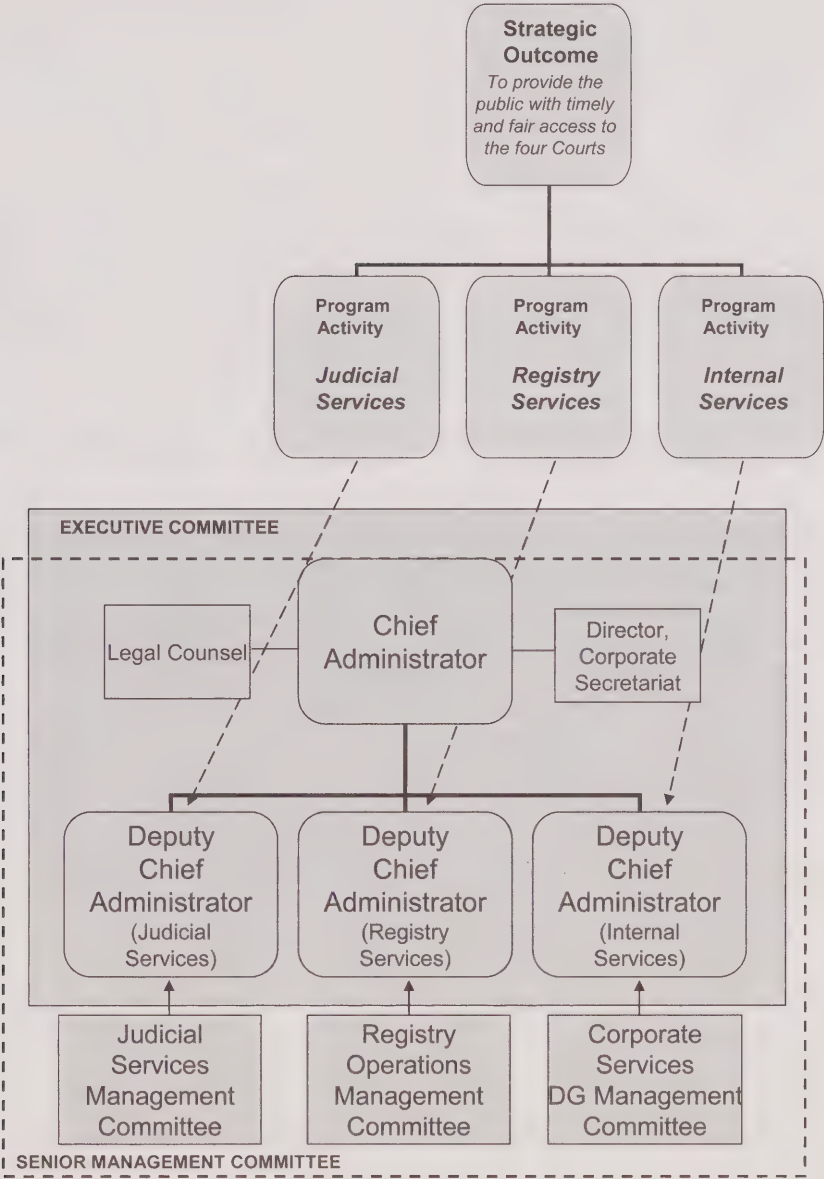 Strategic
Outcome
To provide the
public with timely
and fair access to
the four Courts
Program
Activity
Judicial
Services
Program
Activity
Registry
Services
Program
Activity
Internal
Services
EXECUTIVE COMMITTEE
Legal Counsel
Chief
Administrator
Director,
Corporate
Secretariat
Deputy
Chief
Administrator
(Judicial
Services)
Deputy
Chief
Administrator
(Registry
Services)
Deputy
Chief
Administrator
(Internal
Services)
Judicial
Services
Management
Committee
Registry
Operations
Management
Committee
Corporate
Services
DG Management
Committee
SENIOR MANAGEMENT COMMITTEE